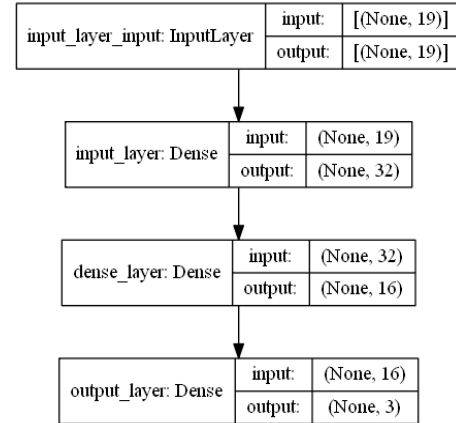 input_layer_input: InputLayer
input: [(None, 19)]
output: [(None, 19)]
input_layer: Dense
input: (None, 19)
output: (None, 32)
dense_layer: Dense
input: (None, 32)
output: (None, 16)
output_layer: Dense
input: (None, 16)
output: (None, 3)